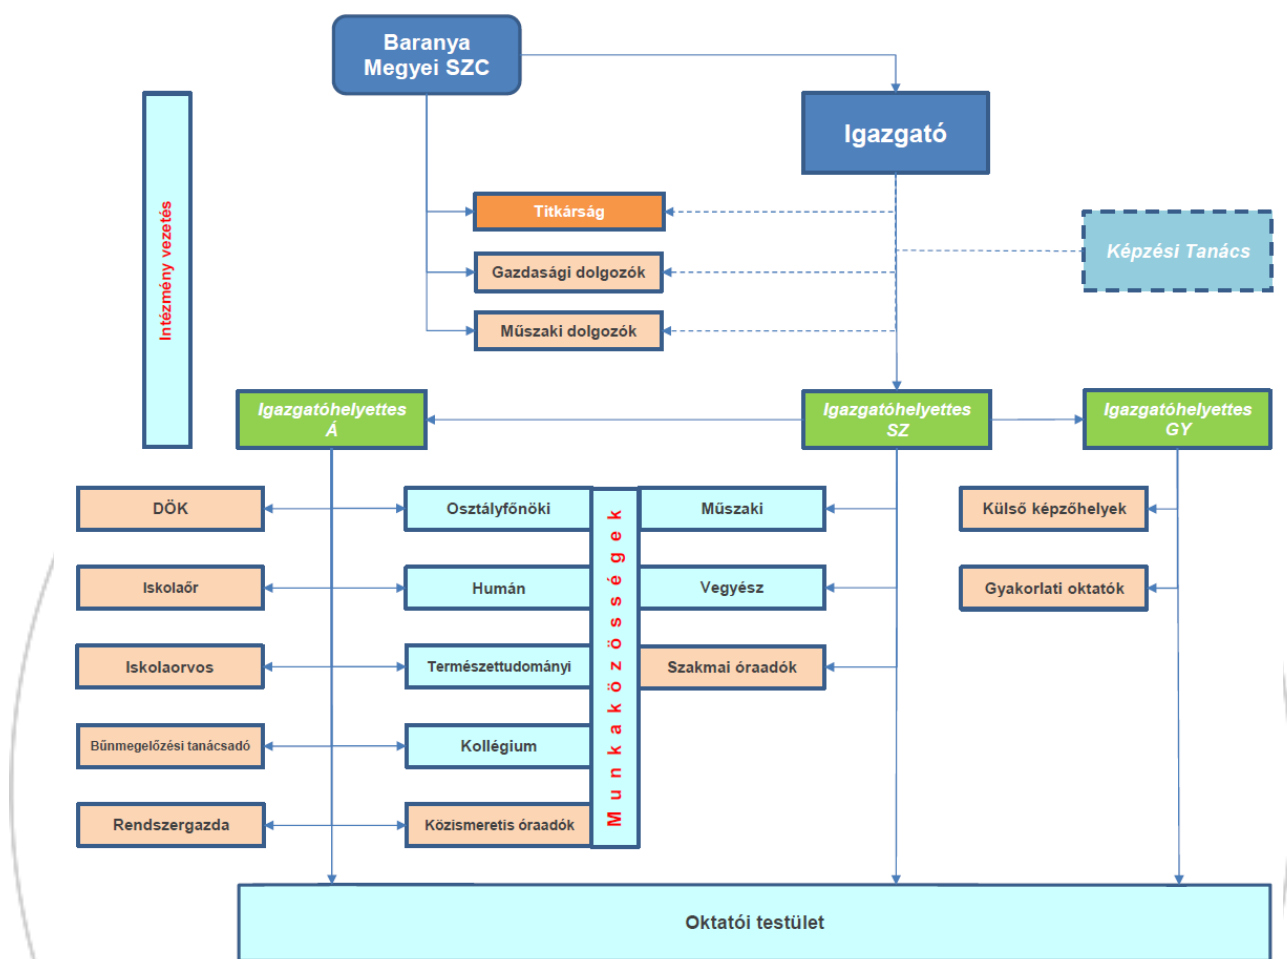 Baranya
Megyei SZC
Igazgató
Intézmény vezetés
Titkárság
Képzési Tanács
Gazdasági dolgozók
Műszaki dolgozók
Igazgatóhelyettes
Á
Igazgatóhelyettes
SZ
Igazgatóhelyettes
GY
DÖK
Osztályfőnöki
Munkaközösségek
Műszaki
Külső képzőhelyek
Iskolaőr
Humán
Vegyész
Gyakorlati oktatók
Iskolaorvos
Természettudományi
Szakmai óraadók
Bűnmegelőzési tanácsadó
Kollégium
Rendszergazda
Közismeretis óraadók
Oktatói testület